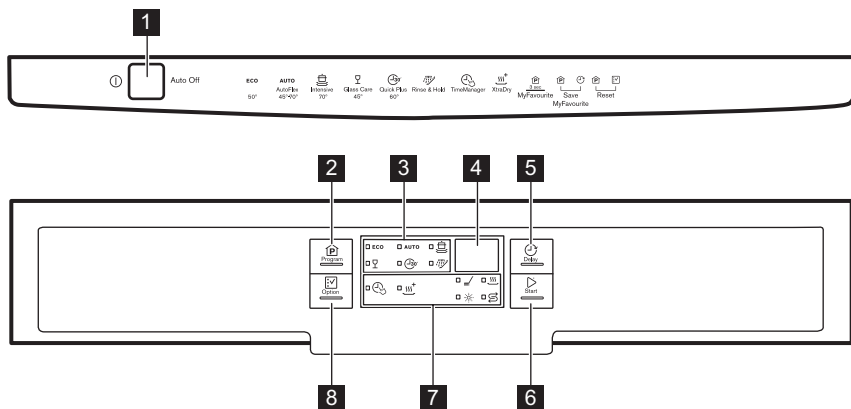 1
Auto Off
ECO
50°
AUTO
AutoFlex
45°-70°
Intensive
70°
Glass Care
45°
30'
Quick Plus
60°
Rinse & Hold
TimeManager
XtraDry
P
3 sec
MyFavourite
P
Save
MyFavourite
P
Reset
2
3
4
5
P
Program
ECO
AUTO
30'
Delay
Option
Start
8
7
6